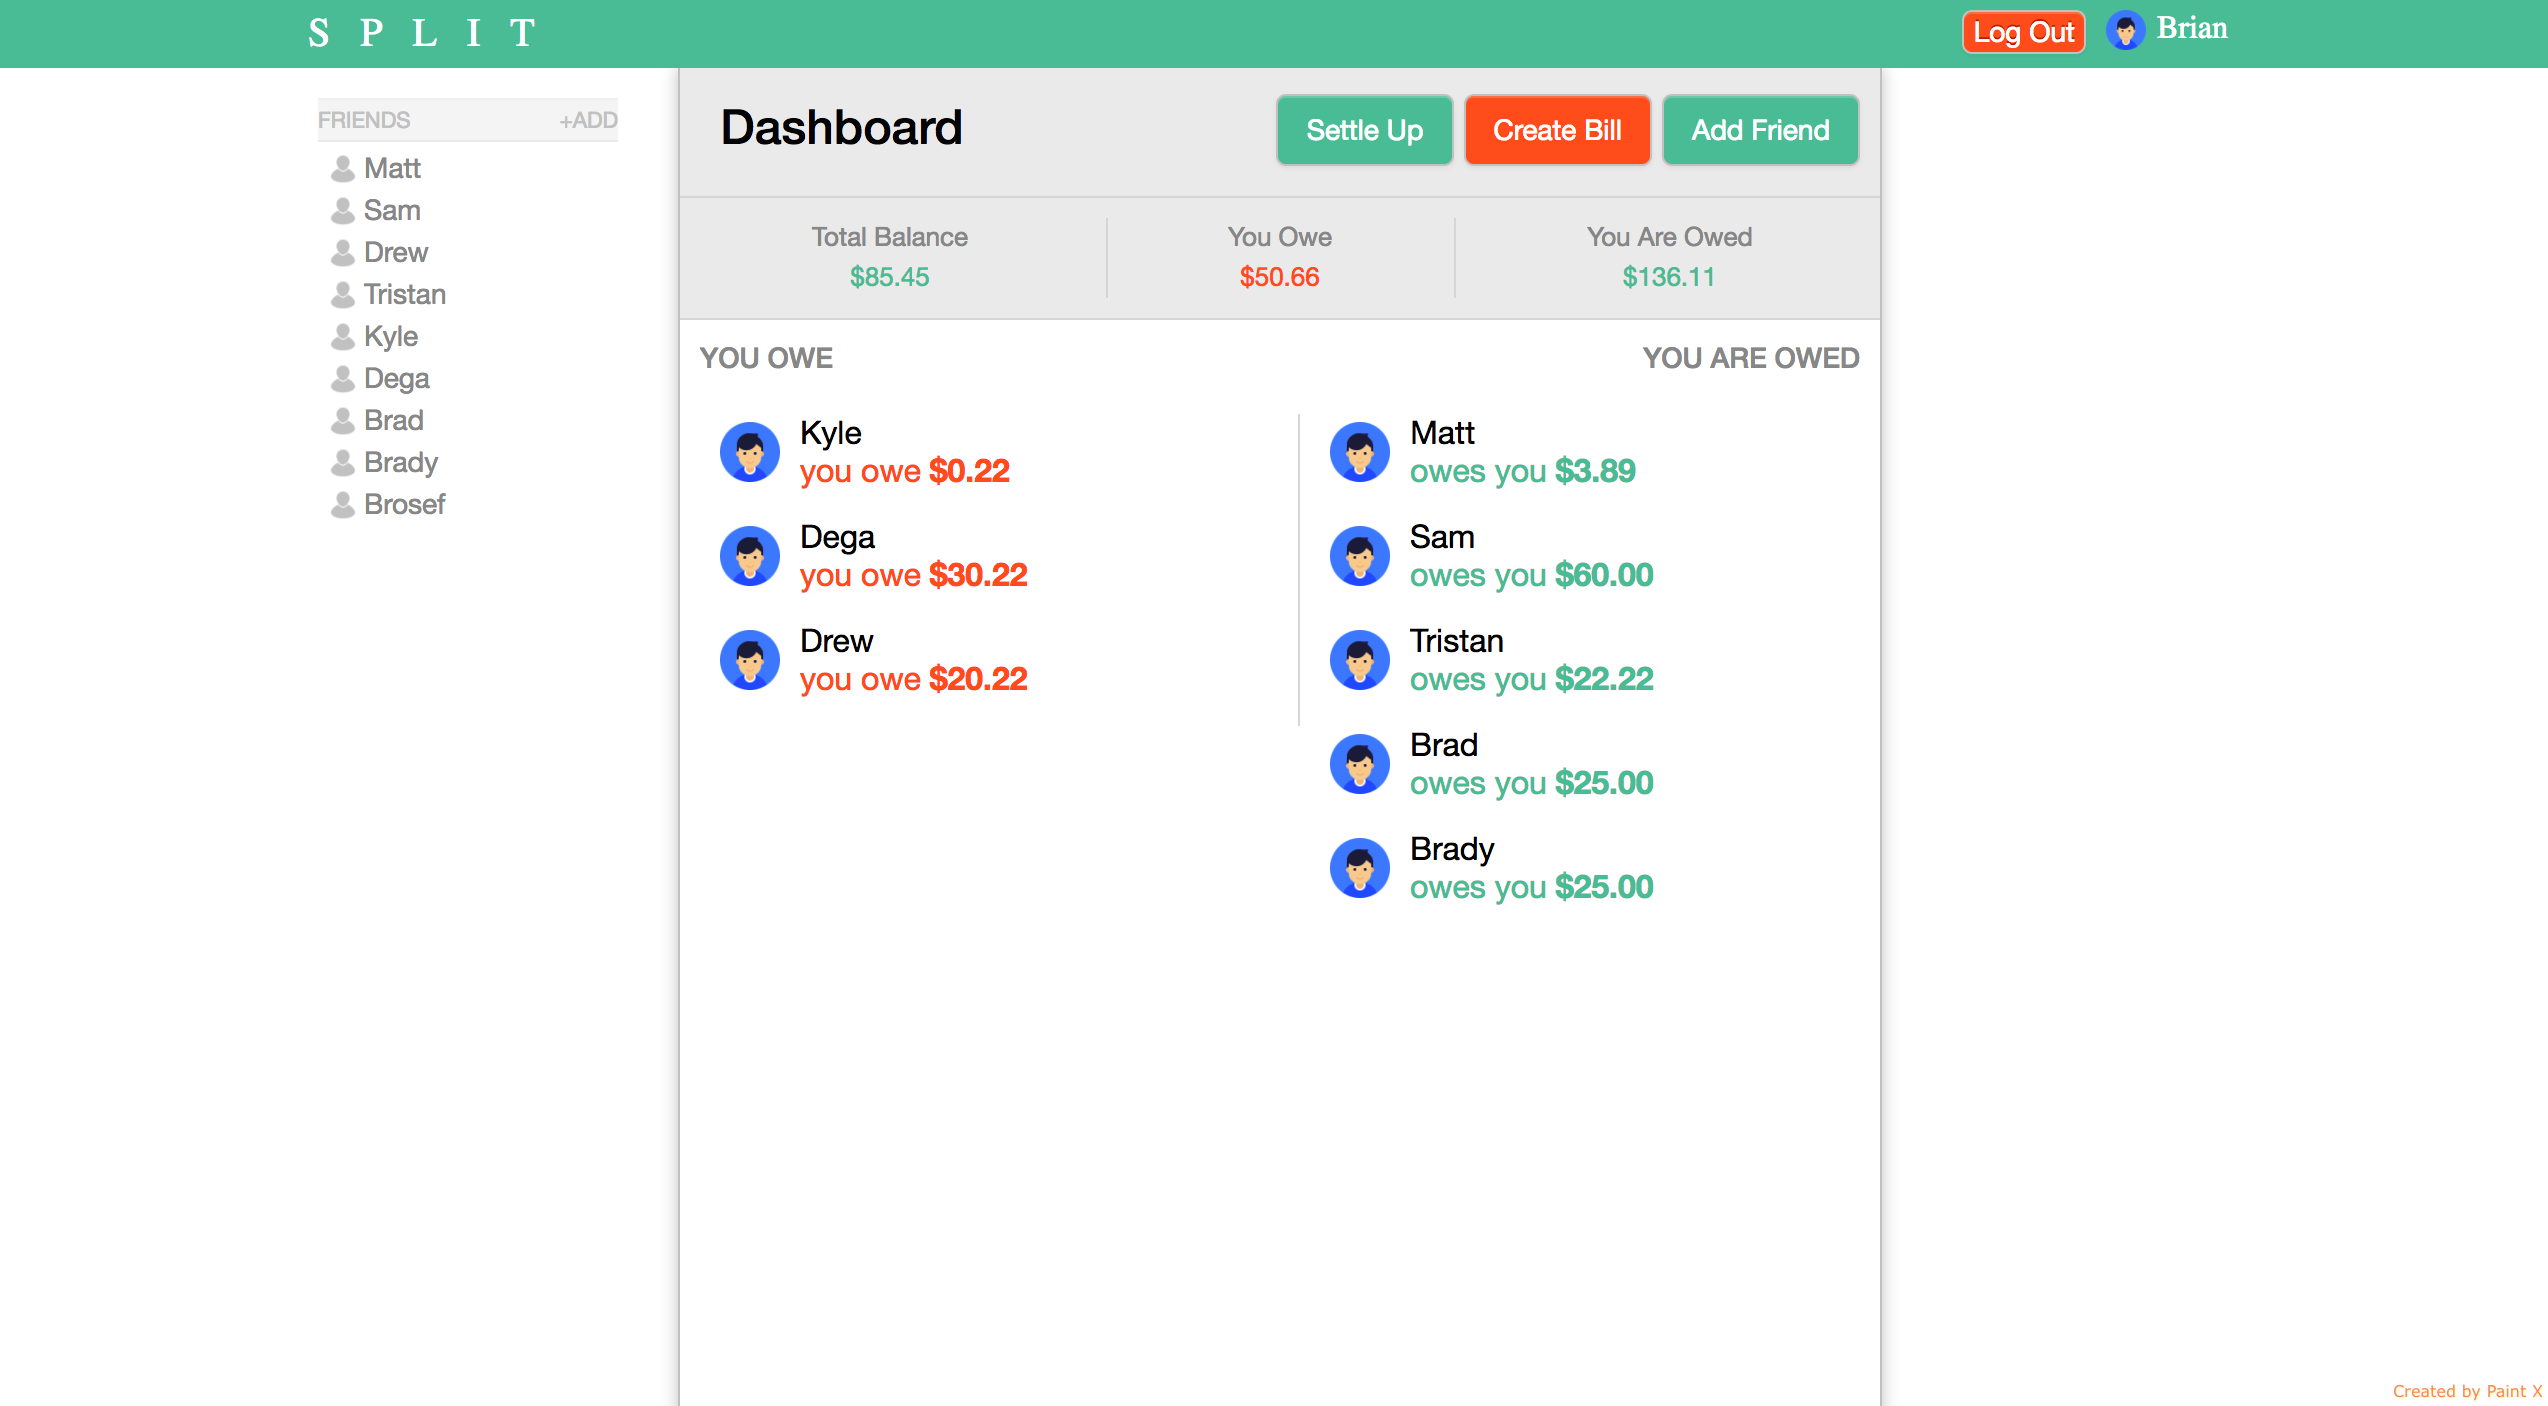 S P L I T
Log Out
Brian
FRIENDS +ADD
Matt
Sam
Drew
Tristan
Kyle
Dega
Brad
Brady
Brosef
Dashboard
Settle Up
Create Bill
Add Friend
Total Balance
$85.45
You Owe
$50.66
You Are Owed
$136.11
YOU OWE
Kyle
you owe $0.22
Dega
you owe $30.22
Drew
you owe $20.22
YOU ARE OWED
Matt
owes you $3.89
Sam
owes you $60.00
Tristan
owes you $22.22
Brad
owes you $25.00
Brady
owes you $25.00
Created by Paint X